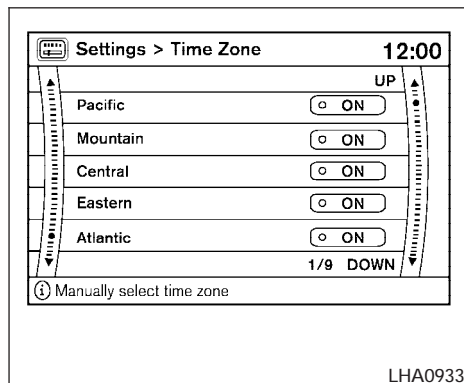 Settings > Time Zone 12:00
UP
Pacific ON
Mountain ON
Central ON
Eastern ON
Atlantic ON
1/9 DOWN
i Manually select time zone
LHA0933